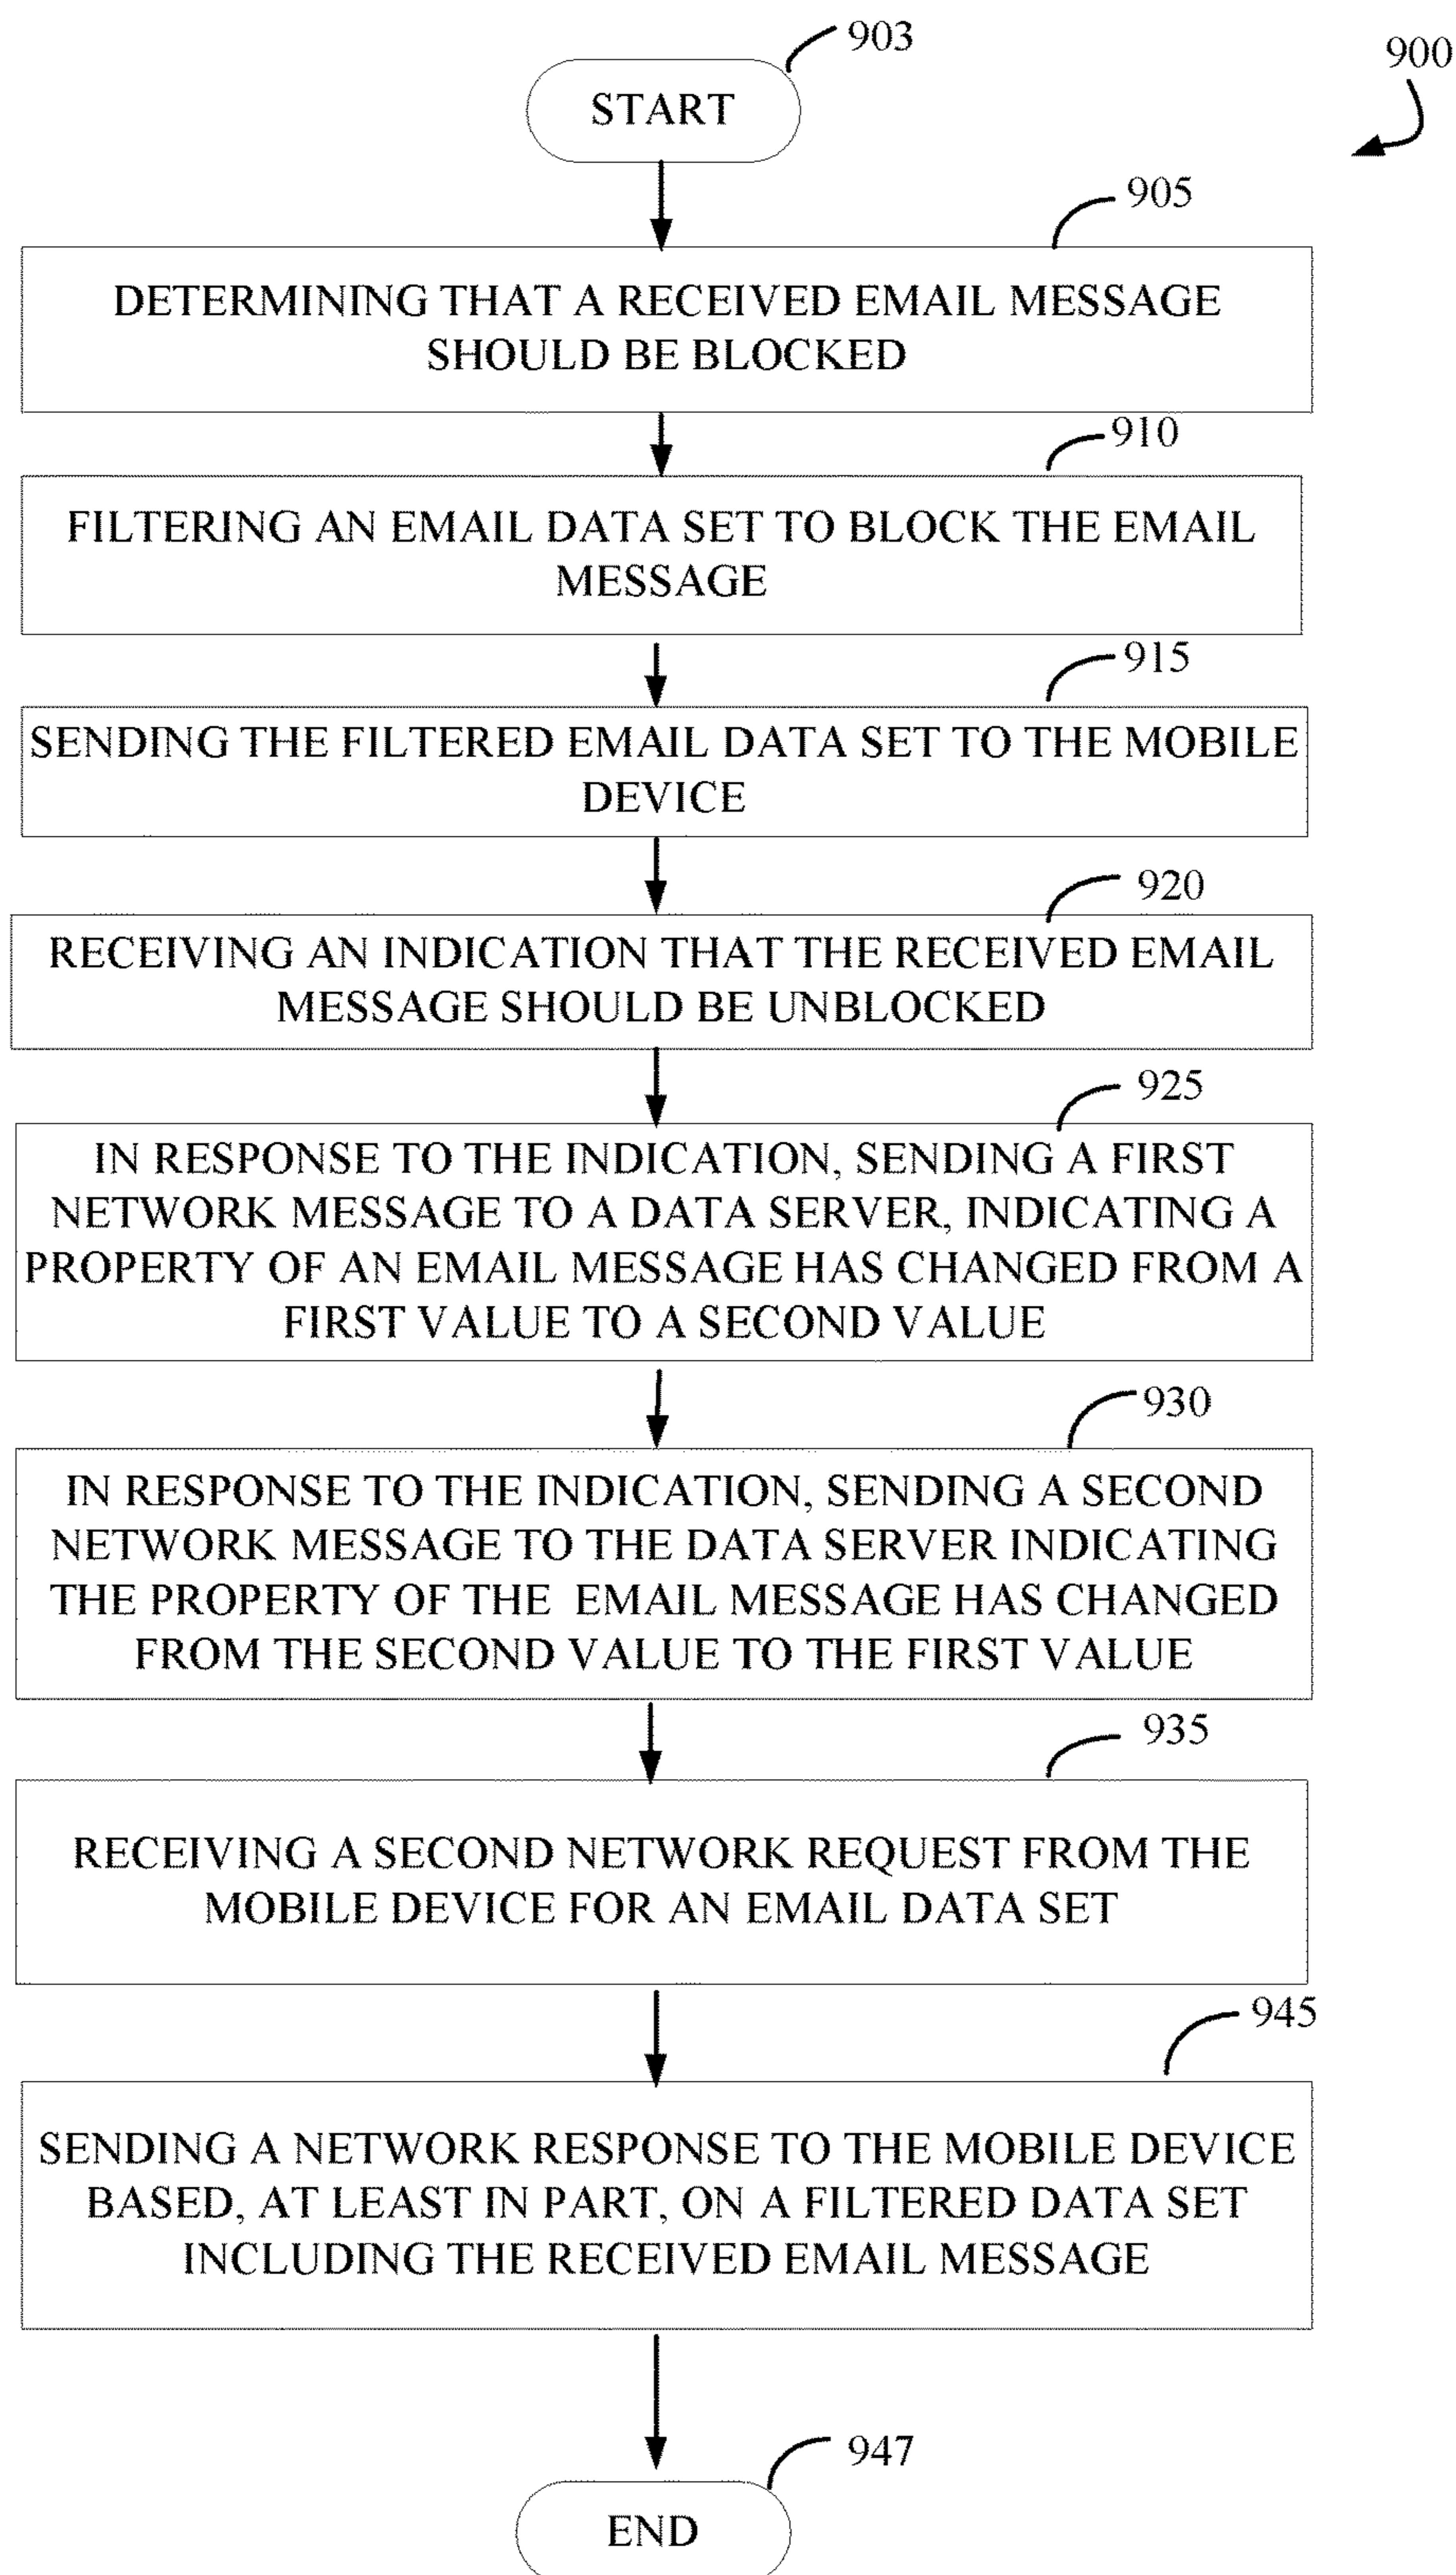 903
900
START
905
DETERMINING THAT A RECEIVED EMAIL MESSAGE
SHOULD BE BLOCKED
910
FILTERING AN EMAIL DATA SET TO BLOCK THE EMAIL
MESSAGE
915
SENDING THE FILTERED EMAIL DATA SET TO THE MOBILE
DEVICE
920
RECEIVING AN INDICATION THAT THE RECEIVED EMAIL
MESSAGE SHOULD BE UNBLOCKED
925
IN RESPONSE TO THE INDICATION, SENDING A FIRST
NETWORK MESSAGE TO A DATA SERVER, INDICATING A
PROPERTY OF AN EMAIL MESSAGE HAS CHANGED FROM A
FIRST VALUE TO A SECOND VALUE
930
IN RESPONSE TO THE INDICATION, SENDING A SECOND
NETWORK MESSAGE TO THE DATA SERVER INDICATING
THE PROPERTY OF THE EMAIL MESSAGE HAS CHANGED
FROM THE SECOND VALUE TO THE FIRST VALUE
935
RECEIVING A SECOND NETWORK REQUEST FROM THE
MOBILE DEVICE FOR AN EMAIL DATA SET
945
SENDING A NETWORK RESPONSE TO THE MOBILE DEVICE
BASED, AT LEAST IN PART, ON A FILTERED DATA SET
INCLUDING THE RECEIVED EMAIL MESSAGE
947
END